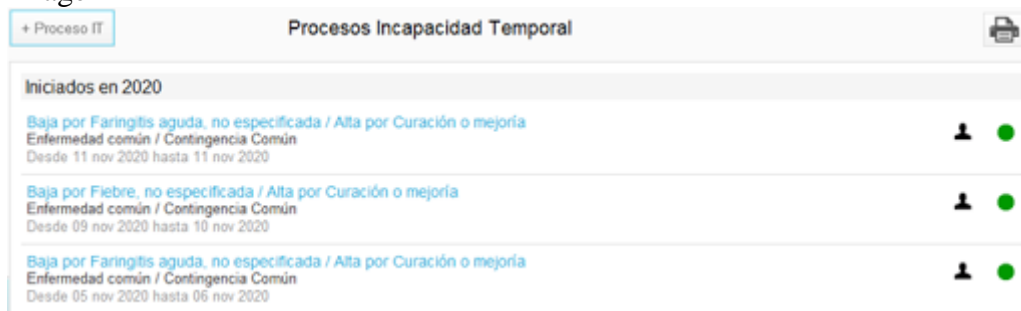 + Proceso IT
Procesos Incapacidad Temporal
Iniciados en 2020
Baja por Faringitis aguda, no especificada / Alta por Curación o mejoría
Enfermedad común / Contingencia Común
Desde 11 nov 2020 hasta 11 nov 2020
Baja por Fiebre, no especificada / Alta por Curación o mejoría
Enfermedad común / Contingencia Común
Desde 09 nov 2020 hasta 10 nov 2020
Baja por Faringitis aguda, no especificada / Alta por Curación o mejoría
Enfermedad común / Contingencia Común
Desde 05 nov 2020 hasta 06 nov 2020